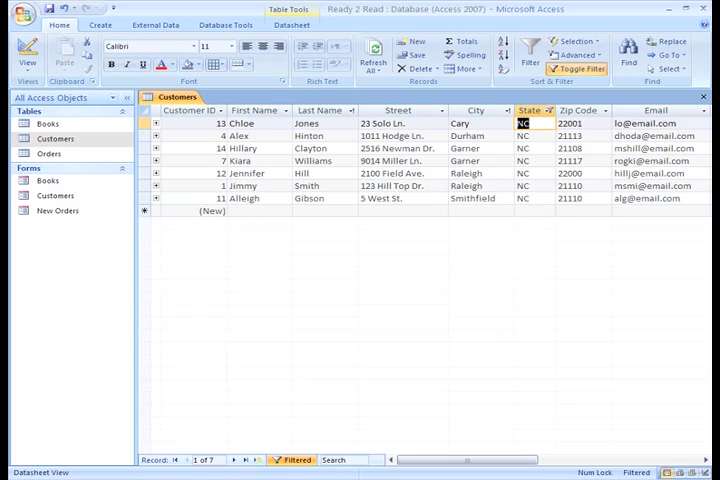 Table Tools Ready 2 Read : Database (Access 2007) - Microsoft Access
Home Create External Data Database Tools Datasheet
View
Views
Paste
Clipboard
Calibri 11
B I U A
Font
Rich Text
Refresh
All
New
Save
Delete
Totals
Spelling
More
Records
Filter
Selection
Advanced
Toggle Filter
Sort & Filter
Find
Replace
Go To
Select
Find
All Access Objects
Tables
Books
Customers
Orders
Forms
Books
Customers
New Orders
Customers
Customer ID First Name Last Name Street City State Zip Code Email
13 Chloe Jones 23 Solo Ln. Cary NC 22001 lo@email.com
4 Alex Hinton 1011 Hodge Ln. Durham NC 21113 dhoda@email.com
14 Hillary Clayton 2516 Newman Dr. Garner NC 21108 mshill@email.com
7 Kiara Williams 9014 Miller Ln. Garner NC 21117 rogki@email.com
12 Jennifer Hill 2100 Field Ave. Raleigh NC 22000 hillj@email.com
1 Jimmy Smith 123 Hill Top Dr. Raleigh NC 21110 msmi@email.com
11 Alleigh Gibson 5 West St. Smithfield NC 21110 alg@email.com
(New)
Record: 1 of 7 Filtered Search
Datasheet View Num Lock Filtered